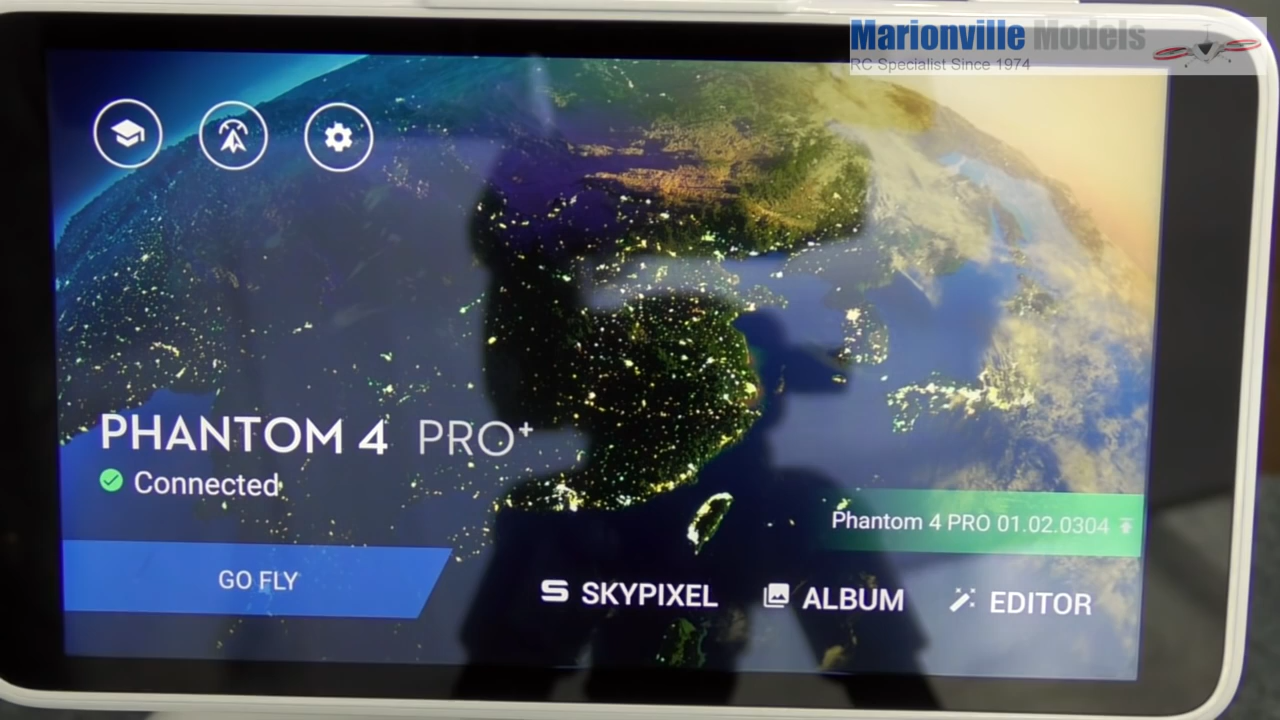 Marionville Models
RC Specialist Since 1974
PHANTOM 4 PRO+
Connected
Phantom 4 PRO 01.02.0304
GO FLY
SKYPIXEL
ALBUM
EDITOR